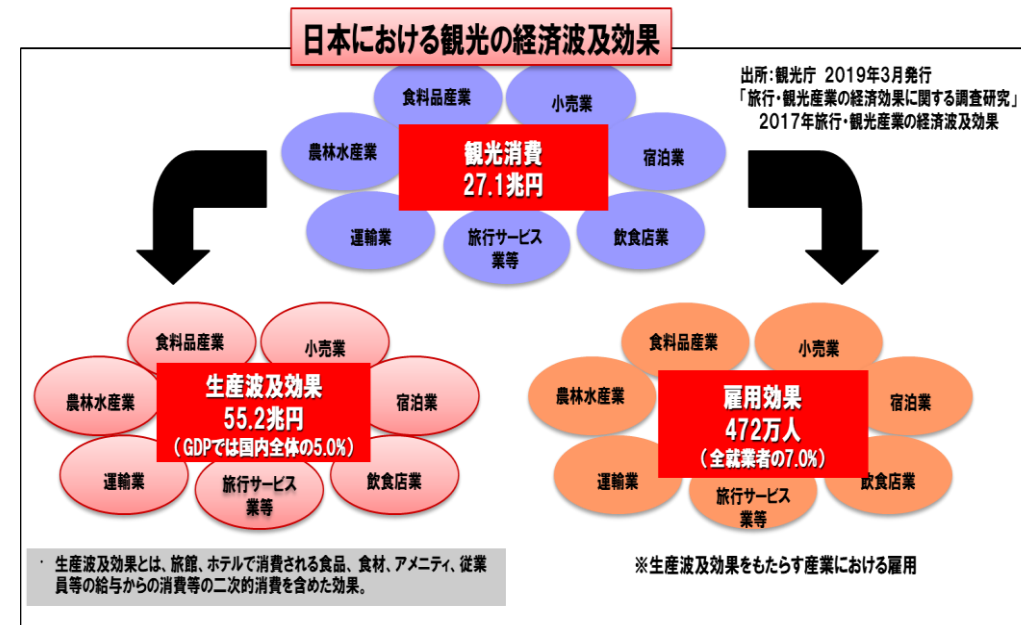 日本における観光の経済波及効果
出所:観光庁 2019年3月発行
「旅行・観光産業の経済効果に関する調査研究」
2017年旅行・観光産業の経済波及効果
食料品産業
小売業
農林水産業
観光消費
27.1兆円
宿泊業
運輸業
旅行サービス
業等
飲食店業
食料品産業
小売業
農林水産業
生産波及効果
55.2兆円
(GDPでは国内全体の5.0%)
宿泊業
運輸業
旅行サービス
業等
飲食店業
食料品産業
小売業
農林水産業
雇用効果
472万人
(全就業者の7.0%)
宿泊業
運輸業
旅行サービス
業等
飲食店業
・ 生産波及効果とは、旅館、ホテルで消費される食品、食材、アメニティ、従業
員等の給与からの消費等の二次的消費を含めた効果。
※生産波及効果をもたらす産業における雇用